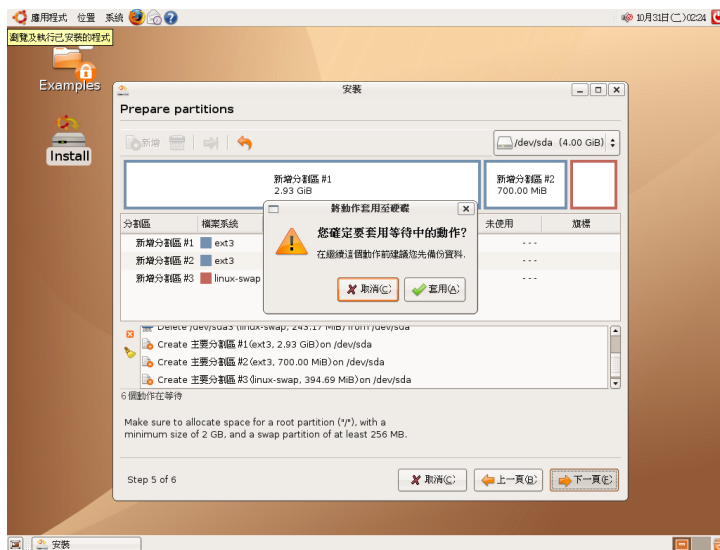 應用程式 位置 系統
10月31日(二)02:24
瀏覽及執行已安裝的程式
Examples
Install
安裝
Prepare partitions
新增
/dev/sda (4.00 GiB)
新增分割區 #1
2.93 GiB
新增分割區 #2
700.00 MiB
將動作套用至硬碟
您確定要套用等待中的動作?
在繼續這個動作前建議您先備份資料.
取消(C)
套用(A)
分割區 檔案系統 未使用 旗標
新增分割區 #1 ext3 ---
新增分割區 #2 ext3 ---
新增分割區 #3 linux-swap ---
Delete /dev/sda3 (linux-swap, 243.17 MiB) from /dev/sda
Create 主要分割區 #1 (ext3, 2.93 GiB) on /dev/sda
Create 主要分割區 #2 (ext3, 700.00 MiB) on /dev/sda
Create 主要分割區 #3 (linux-swap, 394.69 MiB) on /dev/sda
6 個動作在等待
Make sure to allocate space for a root partition ("/"), with a
minimum size of 2 GB, and a swap partition of at least 256 MB.
Step 5 of 6
取消(C)
上一頁(B)
下一頁(F)
安裝